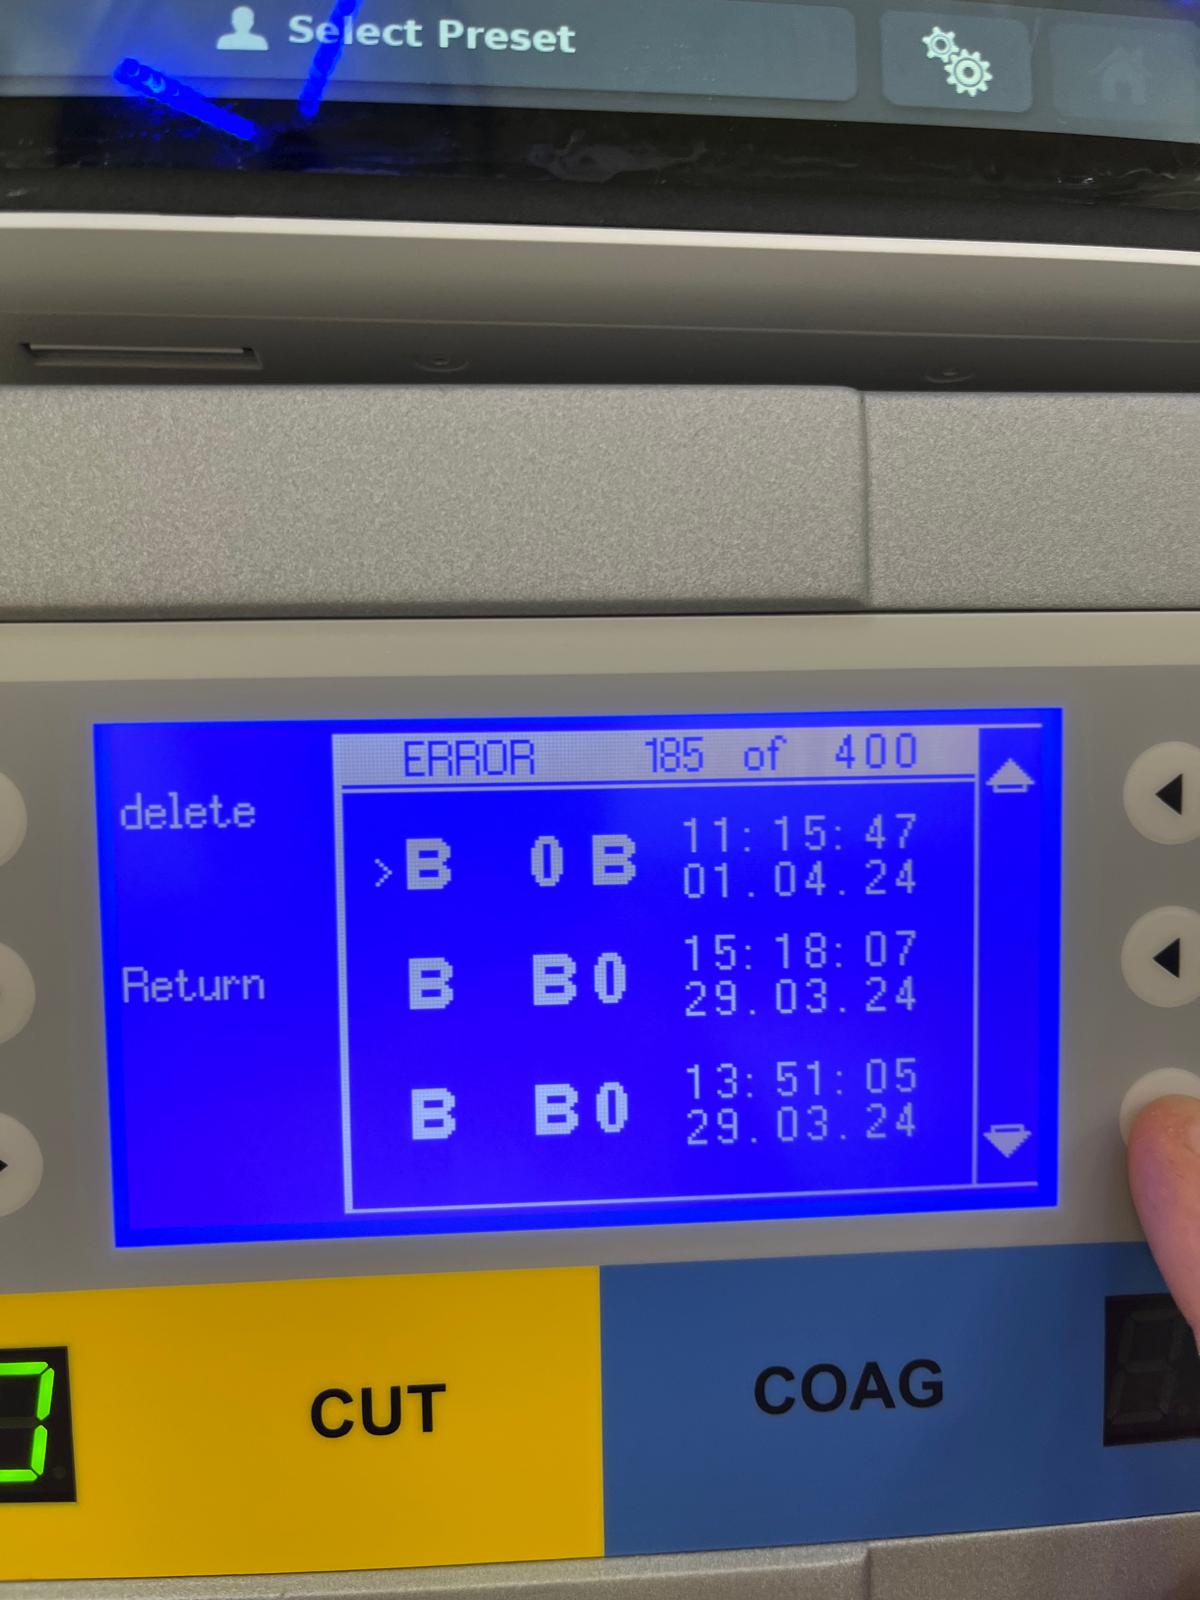 Select Preset
ERROR 185 of 400
delete
>B 0B 11:15:47
01.04.24
Return
B B0 15:18:07
29.03.24
B B0 13:51:05
29.03.24
CUT COAG